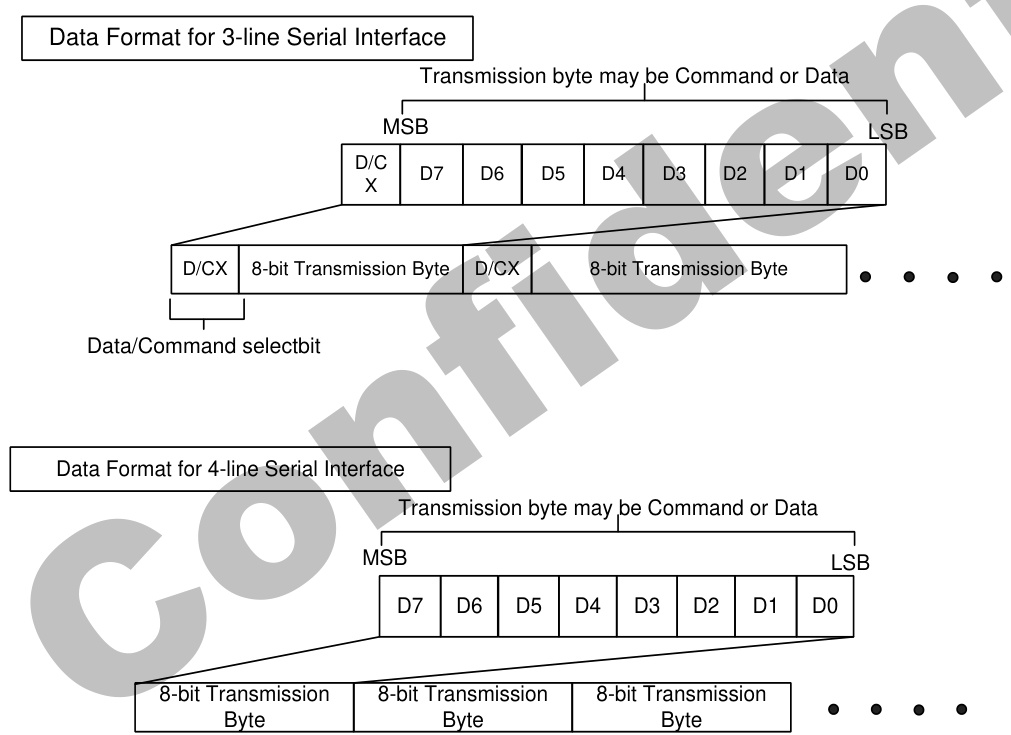 Data Format for 3-line Serial Interface
Transmission byte may be Command or Data
MSB
LSB
D/C
X
D7
D6
D5
D4
D3
D2
D1
D0
D/CX
8-bit Transmission Byte
D/CX
8-bit Transmission Byte
Data/Command selectbit
Data Format for 4-line Serial Interface
Transmission byte may be Command or Data
MSB
LSB
D7
D6
D5
D4
D3
D2
D1
D0
8-bit Transmission
Byte
8-bit Transmission
Byte
8-bit Transmission
Byte
Confident